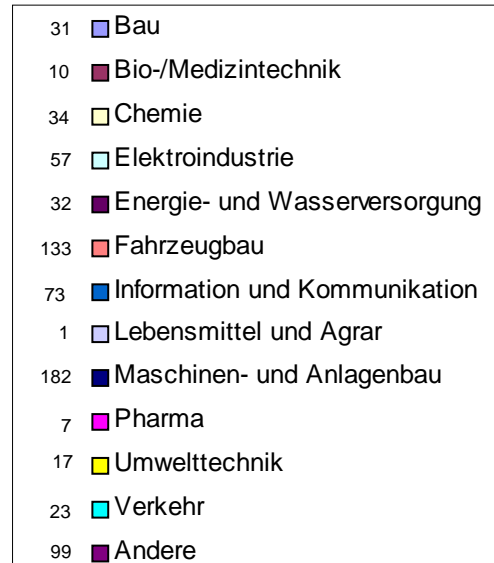 31 Bau
10 Bio-/Medizintechnik
34 Chemie
57 Elektroindustrie
32 Energie- und Wasserversorgung
133 Fahrzeugbau
73 Information und Kommunikation
1 Lebensmittel und Agrar
182 Maschinen- und Anlagenbau
7 Pharma
17 Umwelttechnik
23 Verkehr
99 Andere